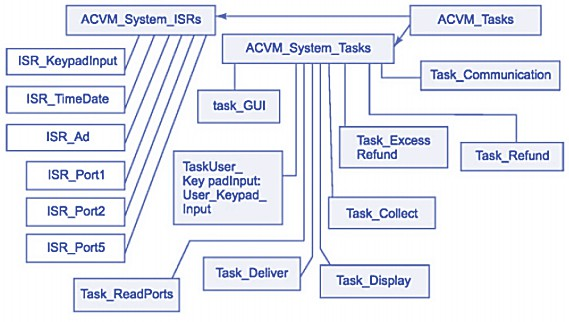 ACVM_System_ISRs
ACVM_Tasks
ACVM_System_Tasks
ISR_KeypadInput
ISR_TimeDate
ISR_Ad
ISR_Port1
ISR_Port2
ISR_Port5
task_GUI
Task_Communication
Task_Excess
Refund
Task_Refund
TaskUser_
Key padInput:
User_Keypad_
Input
Task_Collect
Task_Deliver
Task_Display
Task_ReadPorts